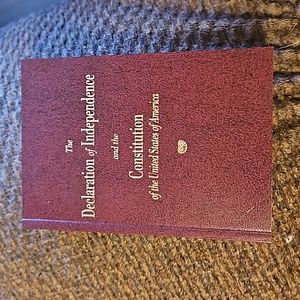 The
Declaration of Independence
and the
Constitution
of the United States of America